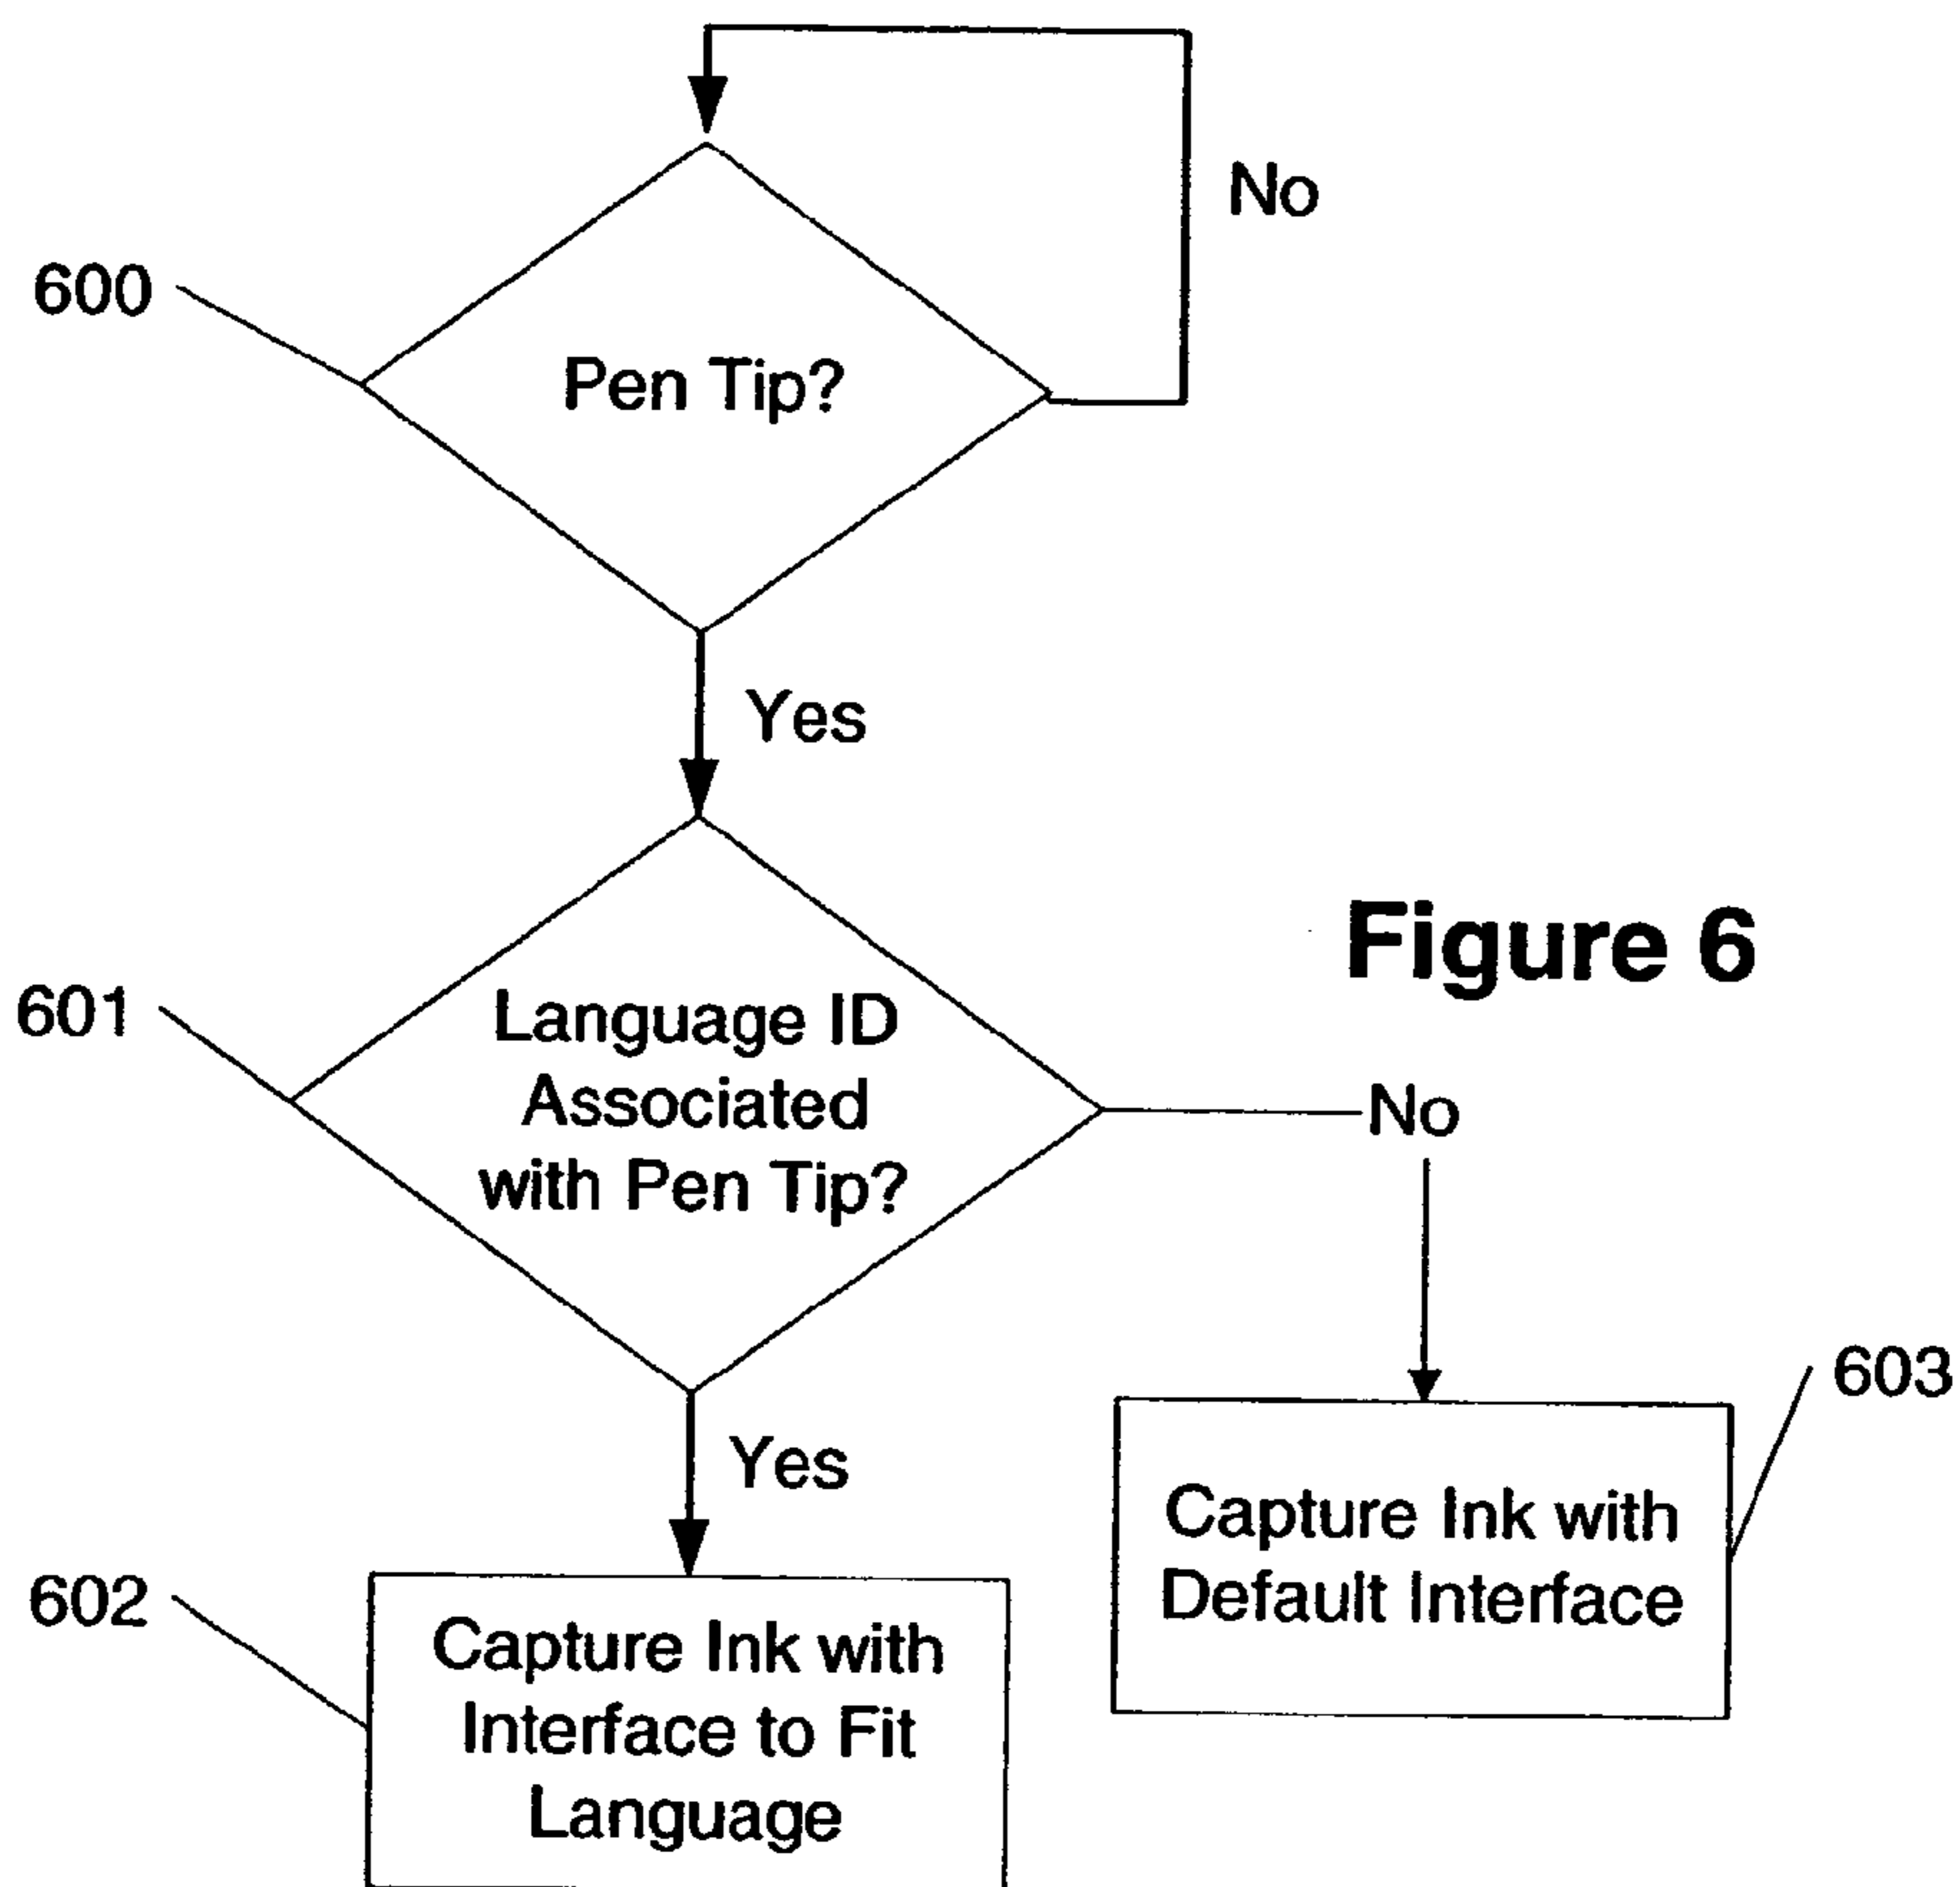 No
600
Pen Tip?
Yes
Figure 6
601
Language ID
Associated
with Pen Tip?
No
603
Yes
Capture Ink with
Default Interface
602
Capture Ink with
Interface to Fit
Language